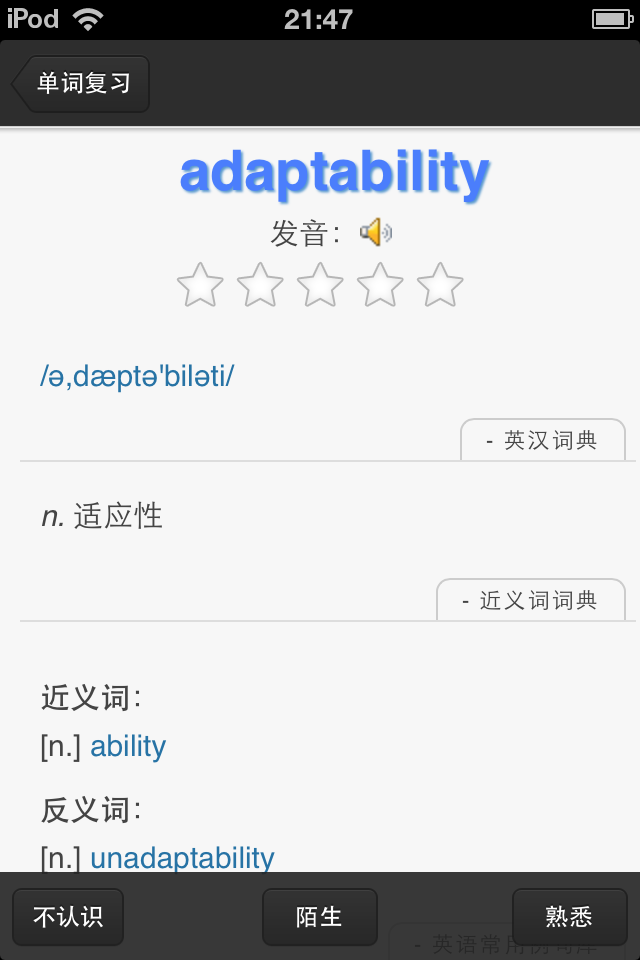 iPod 21:47
单词复习
adaptability
发音：
/ə,dæptə'biləti/
- 英汉词典
n. 适应性
- 近义词词典
近义词：
[n.] ability
反义词：
[n.] unadaptability
不认识 陌生 熟悉
- 英语常用